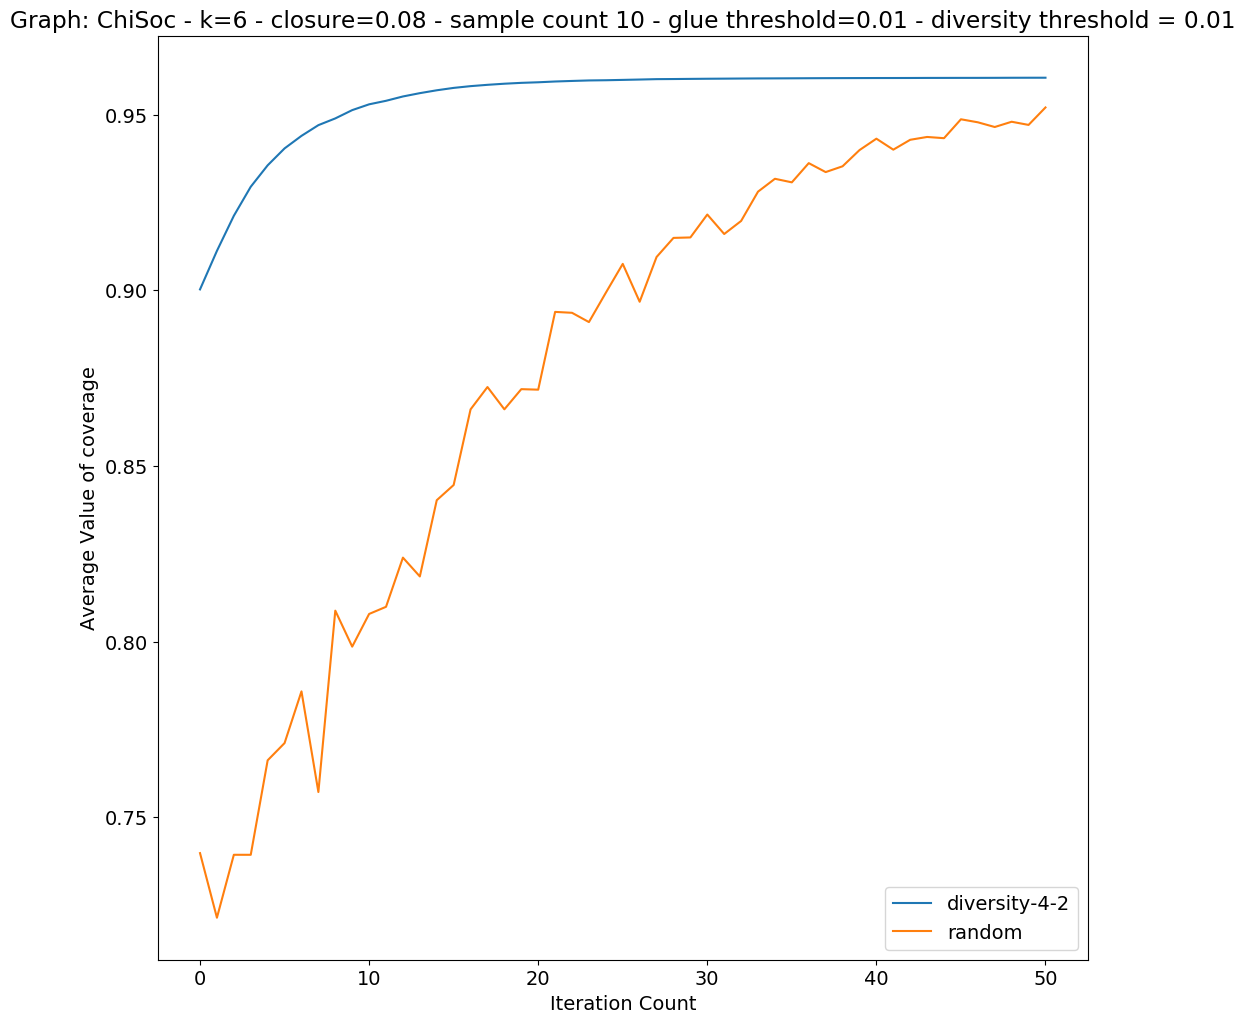 Graph: ChiSoc - k=6 - closure=0.08 - sample count 10 - glue threshold=0.01 - diversity threshold = 0.01
0.95
0.90
0.85
0.80
0.75
Average Value of coverage
diversity-4-2
random
0 10 20 30 40 50
Iteration Count